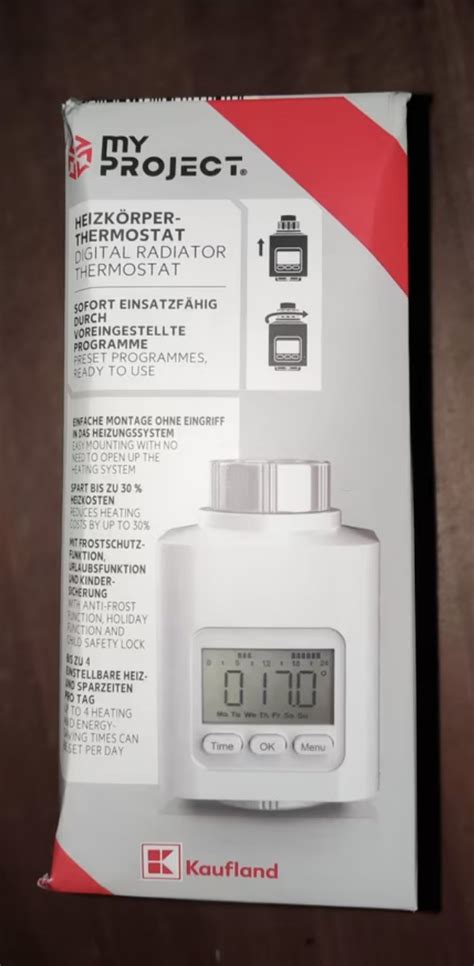 MY
PROJECT®
HEIZKÖRPER-
THERMOSTAT
DIGITAL RADIATOR
THERMOSTAT
SOFORT EINSATZFÄHIG
DURCH
VOREINGESTELLTE
PROGRAMME
PRESET PROGRAMMES,
READY TO USE
EINFACHE MONTAGE OHNE EINGRIFF
IN DAS HEIZUNGSSYSTEM
EASY MOUNTING WITH NO
NEED TO OPEN UP THE
HEATING SYSTEM
SPART BIS ZU 30 %
HEIZKOSTEN
REDUCES HEATING
COSTS BY UP TO 30%
MIT FROSTSCHUTZ-
FUNKTION,
URLAUBSFUNKTION
UND KINDER-
SICHERUNG
WITH ANTI-FROST
FUNCTION, HOLIDAY
FUNCTION AND
CHILD SAFETY LOCK
BIS ZU 4
EINSTELLBARE HEIZ-
UND SPARZEITEN
PRO TAG
UP TO 4 HEATING
AND ENERGY-
SAVING TIMES CAN
BE SET PER DAY
017.0°
Mo Tu We Th Fr Sa Su
Time OK Menu
K Kaufland